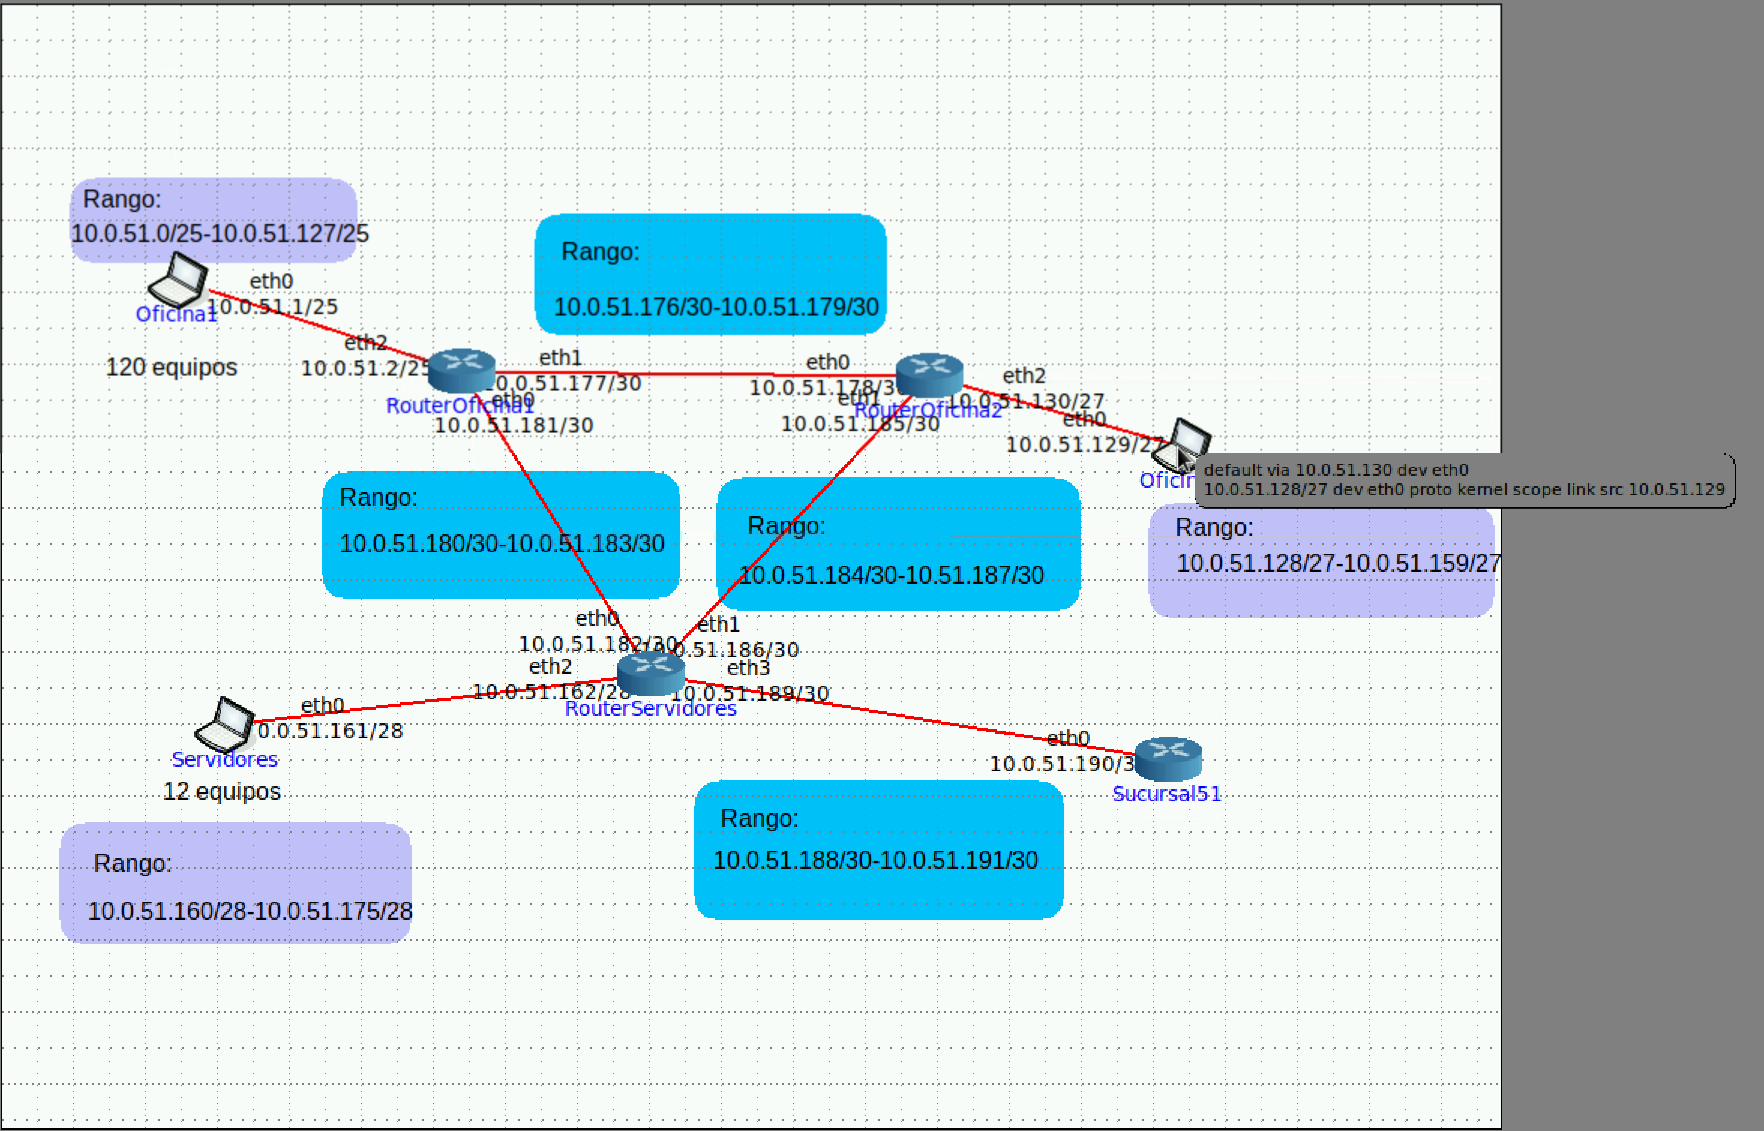 Rango:
10.0.51.0/25-10.0.51.127/25
eth0
10.0.51.1/25
Oficina1
120 equipos
eth2
10.0.51.2/25
RouterOficina1
eth1
0.0.51.177/30
eth0
10.0.51.181/30
Rango:
10.0.51.176/30-10.0.51.179/30
eth0
10.0.51.178/3
eth1
10.0.51.185/30
RouterOficina2
eth2
10.0.51.130/27
eth0
10.0.51.129/27
Oficin
default via 10.0.51.130 dev eth0
10.0.51.128/27 dev eth0 proto kernel scope link src 10.0.51.129
Rango:
10.0.51.128/27-10.0.51.159/27
Rango:
10.0.51.180/30-10.0.51.183/30
Rango:
10.0.51.184/30-10.51.187/30
eth0
10.0.51.182/30
eth1
.0.51.186/30
eth2
10.0.51.162/28
eth3
10.0.51.189/30
RouterServidores
eth0
0.0.51.161/28
Servidores
12 equipos
eth0
10.0.51.190/3
Sucursal51
Rango:
10.0.51.188/30-10.0.51.191/30
Rango:
10.0.51.160/28-10.0.51.175/28